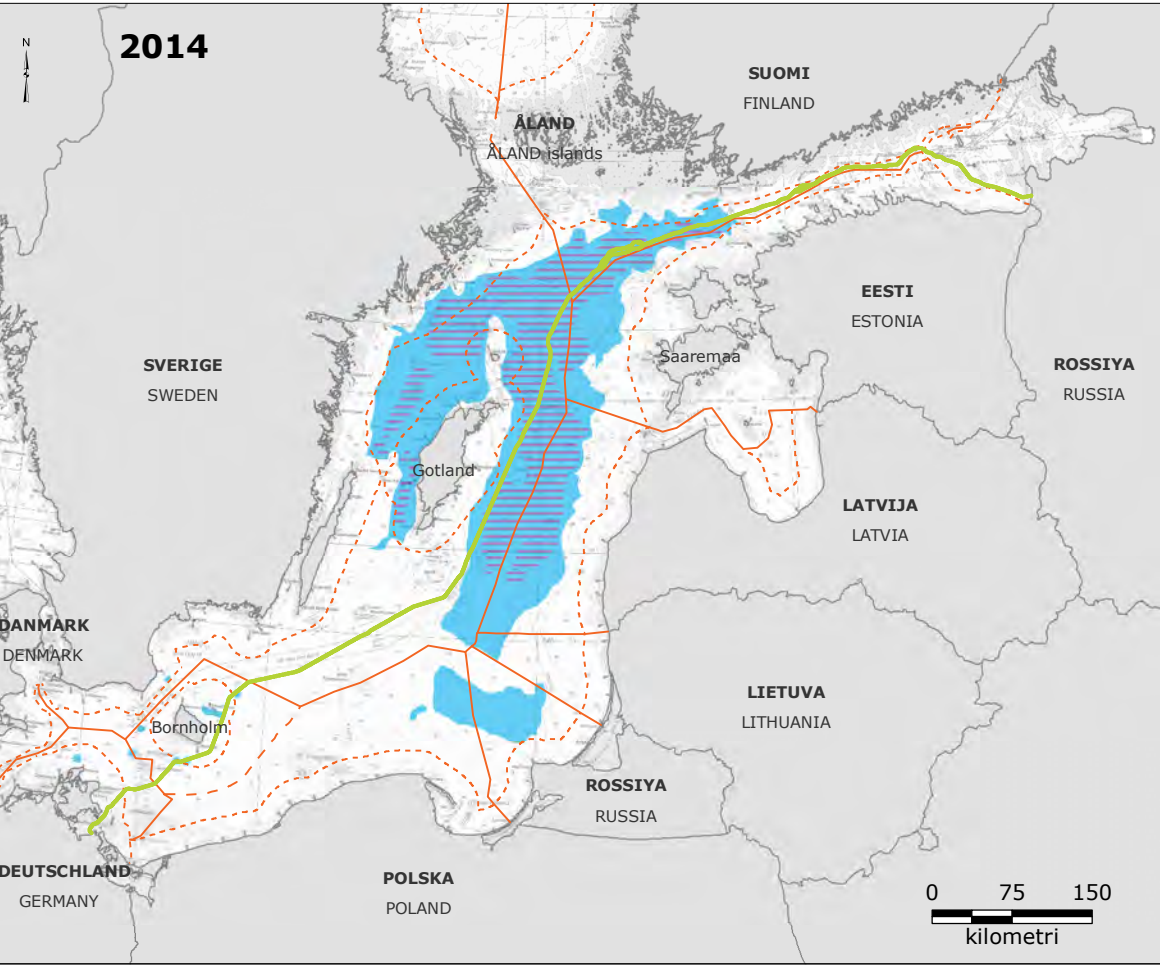 N
2014
SUOMI
FINLAND
ÅLAND
ÅLAND islands
EESTI
ESTONIA
Saaremaa
SVERIGE
SWEDEN
ROSSIYA
RUSSIA
Gotland
LATVIJA
LATVIA
DANMARK
DENMARK
LIETUVA
LITHUANIA
Bornholm
ROSSIYA
RUSSIA
DEUTSCHLAND
GERMANY
POLSKA
POLAND
0 75 150
kilometri